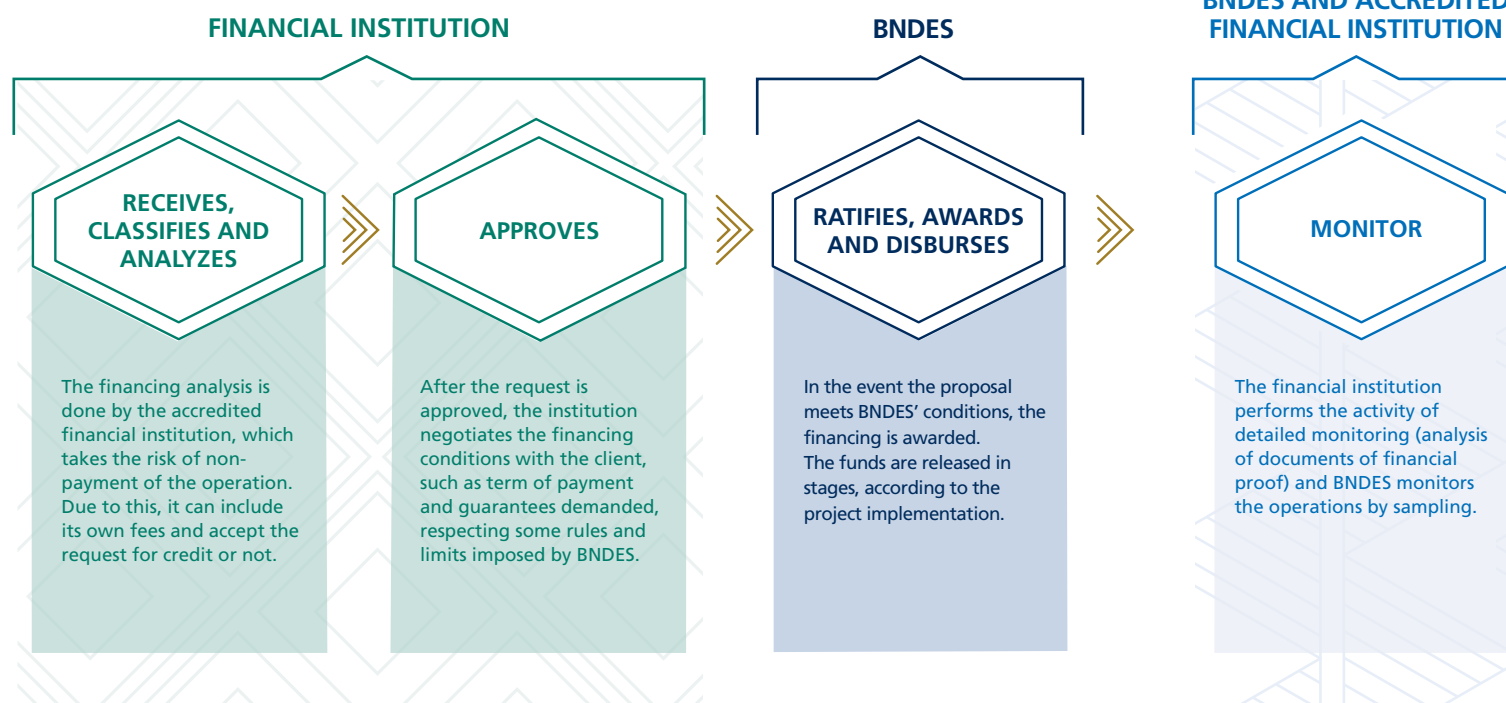 FINANCIAL INSTITUTION
BNDES
BNDES AND ACCREDITED
FINANCIAL INSTITUTION
RECEIVES,
CLASSIFIES AND
ANALYZES
APPROVES
RATIFIES, AWARDS
AND DISBURSES
MONITOR
The financing analysis is
done by the accredited
financial institution, which
takes the risk of non-
payment of the operation.
Due to this, it can include
its own fees and accept the
request for credit or not.
After the request is
approved, the institution
negotiates the financing
conditions with the client,
such as term of payment
and guarantees demanded,
respecting some rules and
limits imposed by BNDES.
In the event the proposal
meets BNDES’ conditions, the
financing is awarded.
The funds are released in
stages, according to the
project implementation.
The financial institution
performs the activity of
detailed monitoring (analysis
of documents of financial
proof) and BNDES monitors
the operations by sampling.